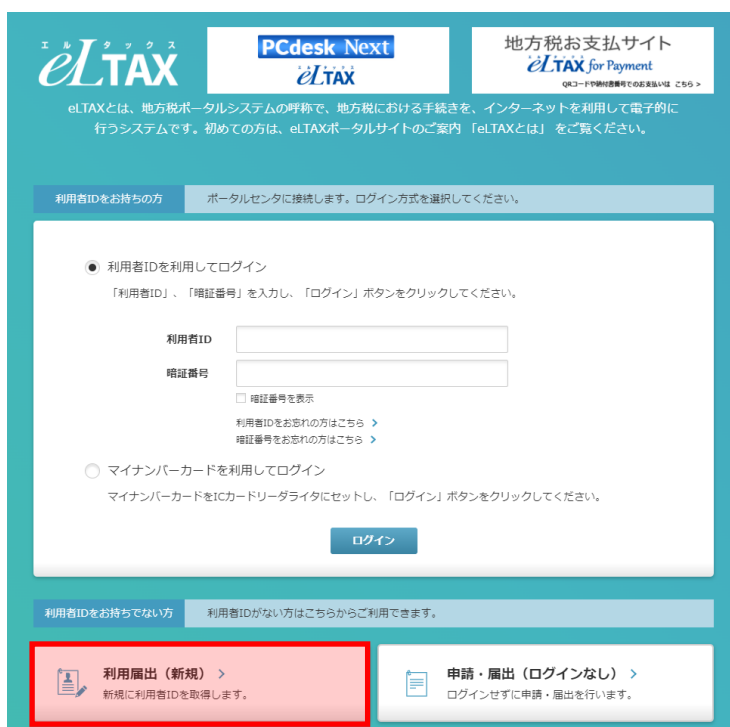 エルタックス
eLTAX
PCdesk Next
エルタックス
eLTAX
地方税お支払サイト
エルタックス
eLTAX for Payment
QRコードや納付書番号でのお支払いは こちら >
eLTAXとは、地方税ポータルシステムの呼称で、地方税における手続きを、インターネットを利用して電子的に
行うシステムです。初めての方は、eLTAXポータルサイトのご案内 「eLTAXとは」 をご覧ください。
利用者IDをお持ちの方
ポータルセンタに接続します。ログイン方式を選択してください。
利用者IDを利用してログイン
「利用者ID」、「暗証番号」を入力し、「ログイン」ボタンをクリックしてください。
利用者ID
暗証番号
暗証番号を表示
利用者IDをお忘れの方はこちら >
暗証番号をお忘れの方はこちら >
マイナンバーカードを利用してログイン
マイナンバーカードをICカードリーダライタにセットし、「ログイン」ボタンをクリックしてください。
ログイン
利用者IDをお持ちでない方
利用者IDがない方はこちらからご利用できます。
利用届出（新規） >
新規に利用者IDを取得します。
申請・届出（ログインなし） >
ログインせずに申請・届出を行います。